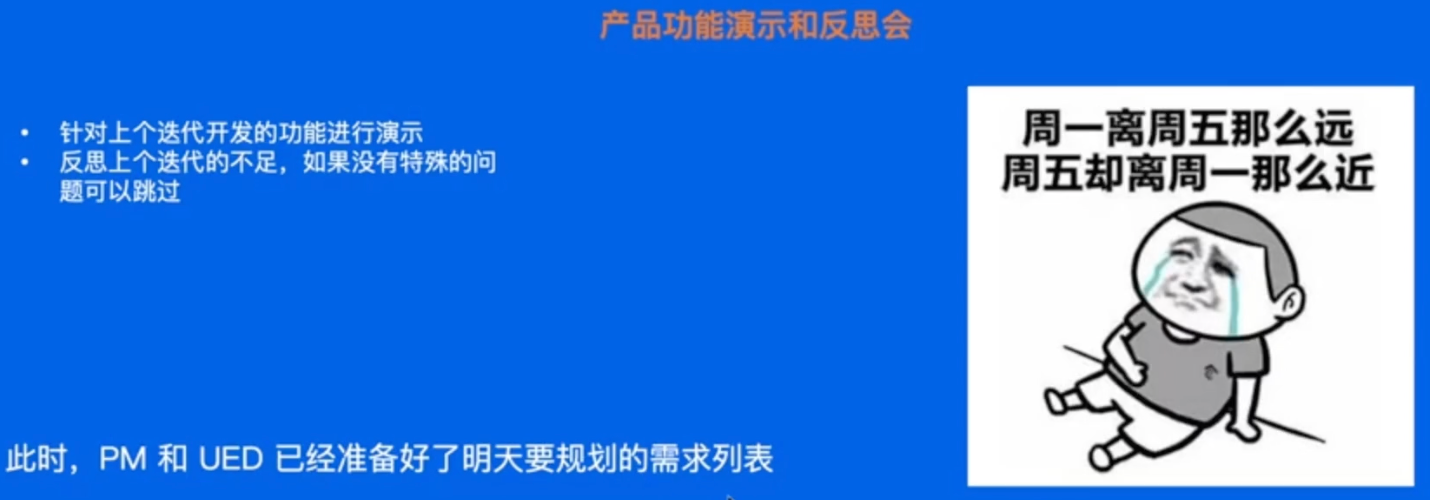 产品功能演示和反思会
• 针对上个迭代开发的功能进行演示
• 反思上个迭代的不足，如果没有特殊的问
题可以跳过
周一离周五那么远
周五却离周一那么近
此时，PM 和 UED 已经准备好了明天要规划的需求列表